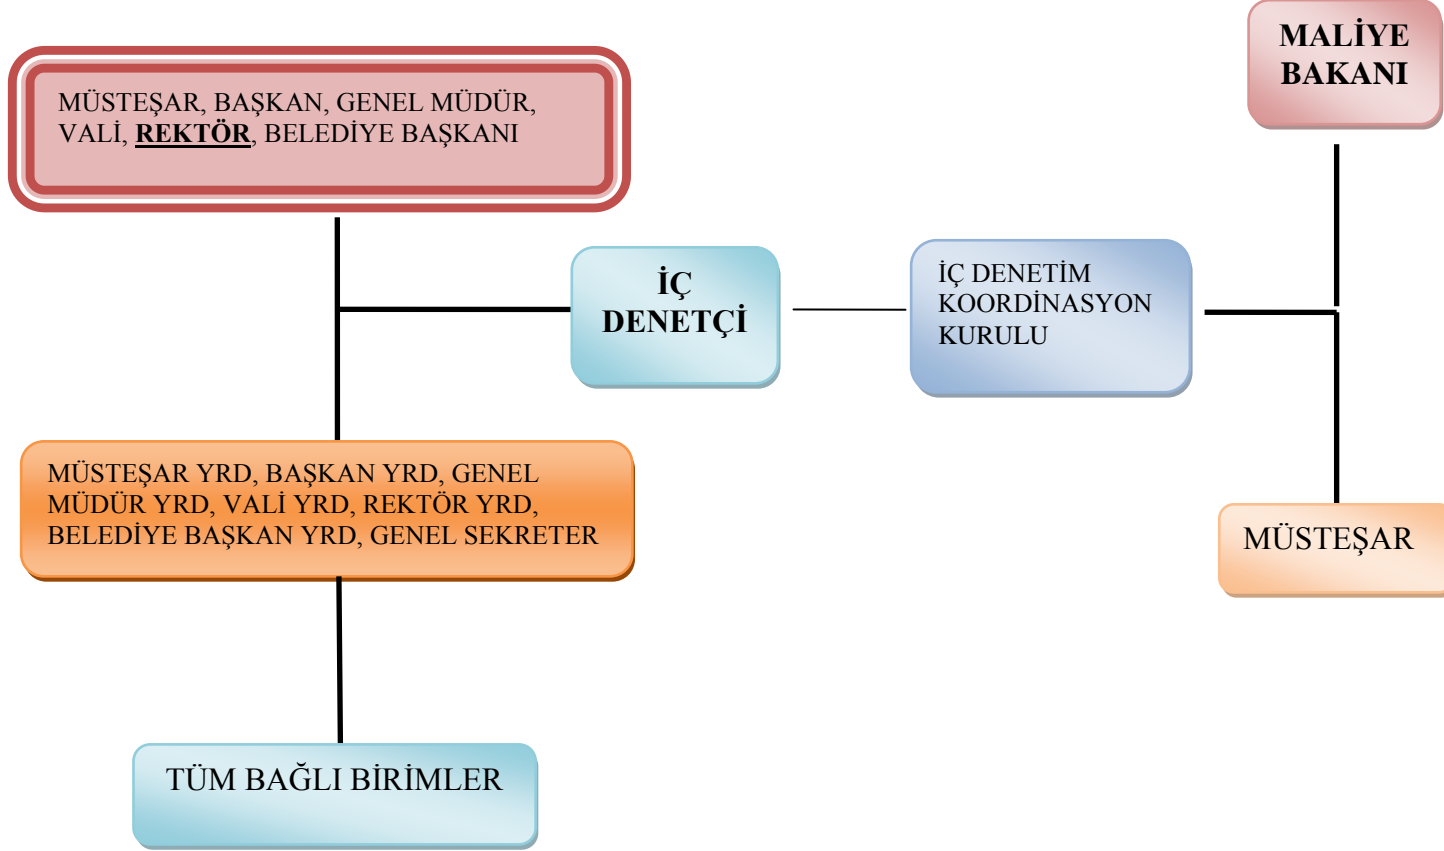 MALİYE
BAKANI
MÜSTEŞAR, BAŞKAN, GENEL MÜDÜR,
VALİ, REKTÖR, BELEDİYE BAŞKANI
İÇ
DENETÇİ
İÇ DENETİM
KOORDİNASYON
KURULU
MÜSTEŞAR YRD, BAŞKAN YRD, GENEL
MÜDÜR YRD, VALİ YRD, REKTÖR YRD,
BELEDİYE BAŞKAN YRD, GENEL SEKRETER
MÜSTEŞAR
TÜM BAĞLI BİRİMLER